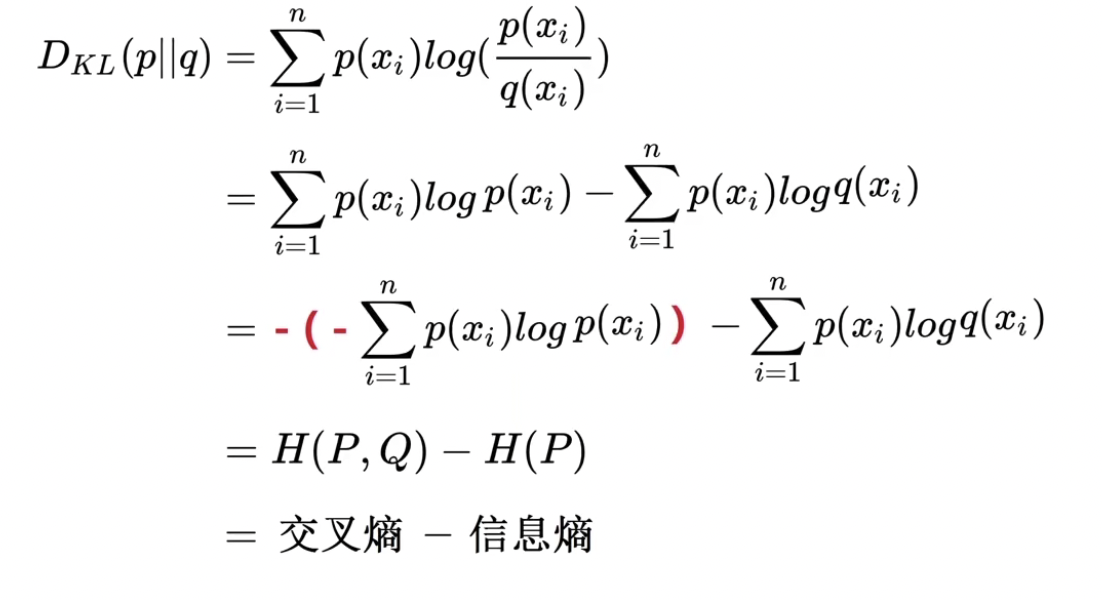 D_{KL}(p||q) = \sum_{i=1}^{n} p(x_i)log(\frac{p(x_i)}{q(x_i)})
= \sum_{i=1}^{n} p(x_i)log p(x_i) - \sum_{i=1}^{n} p(x_i)log q(x_i)
= -(-\sum_{i=1}^{n} p(x_i)log p(x_i)) - \sum_{i=1}^{n} p(x_i)log q(x_i)
= H(P,Q) - H(P)
= 交叉熵 - 信息熵